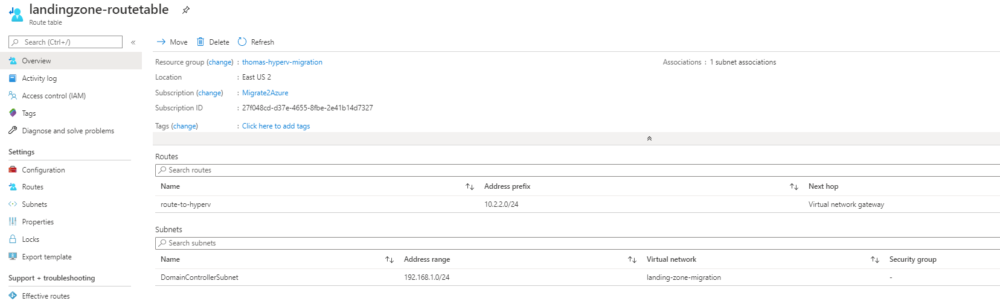 landingzone-routetable
Route table
Search (Ctrl+/)
«
Move Delete Refresh
Overview
Activity log
Access control (IAM)
Tags
Diagnose and solve problems
Settings
Configuration
Routes
Subnets
Properties
Locks
Export template
Support + troubleshooting
Effective routes
Resource group (change) : thomas-hyperv-migration
Location : East US 2
Subscription (change) : Migrate2Azure
Subscription ID : 27f048cd-d37e-4655-8fbe-2e41b14d7327
Tags (change) : Click here to add tags
Associations : 1 subnet associations
Routes
Search routes
Name Address prefix Next hop
route-to-hyperv 10.2.2.0/24 Virtual network gateway
Subnets
Search subnets
Name Address range Virtual network Security group
DomainControllerSubnet 192.168.1.0/24 landing-zone-migration -